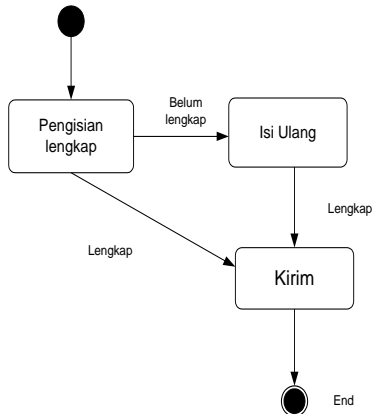 Belum
lengkap
Pengisian
lengkap
Isi Ulang
Lengkap
Lengkap
Kirim
End